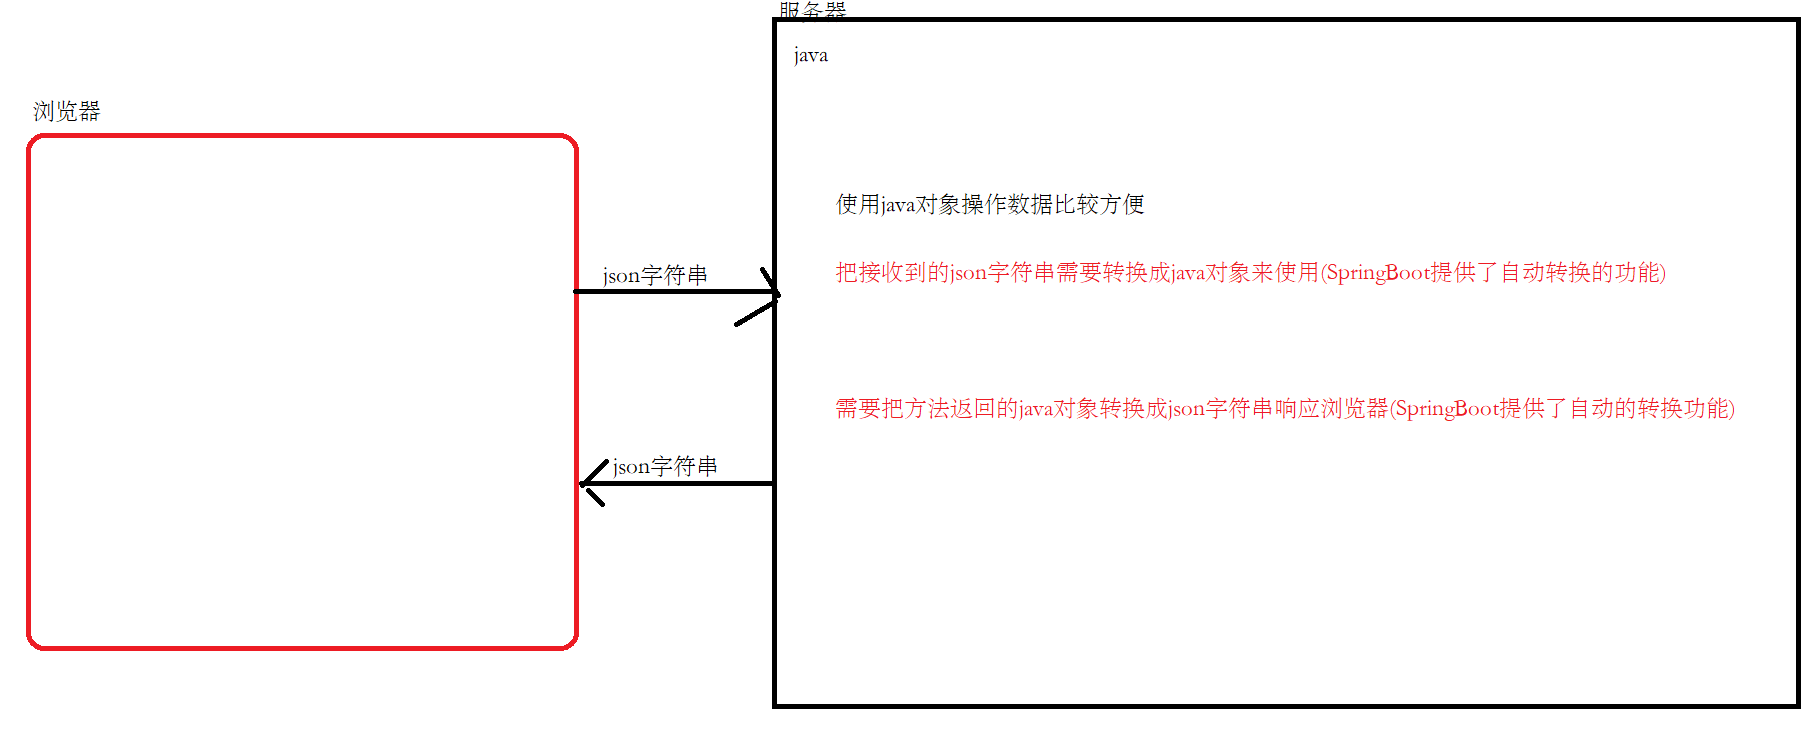 服务器
java
浏览器
使用java对象操作数据比较方便
json字符串
把接收到的json字符串需要转换成java对象来使用(SpringBoot提供了自动转换的功能)
需要把方法返回的java对象转换成json字符串响应浏览器(SpringBoot提供了自动的转换功能)
json字符串